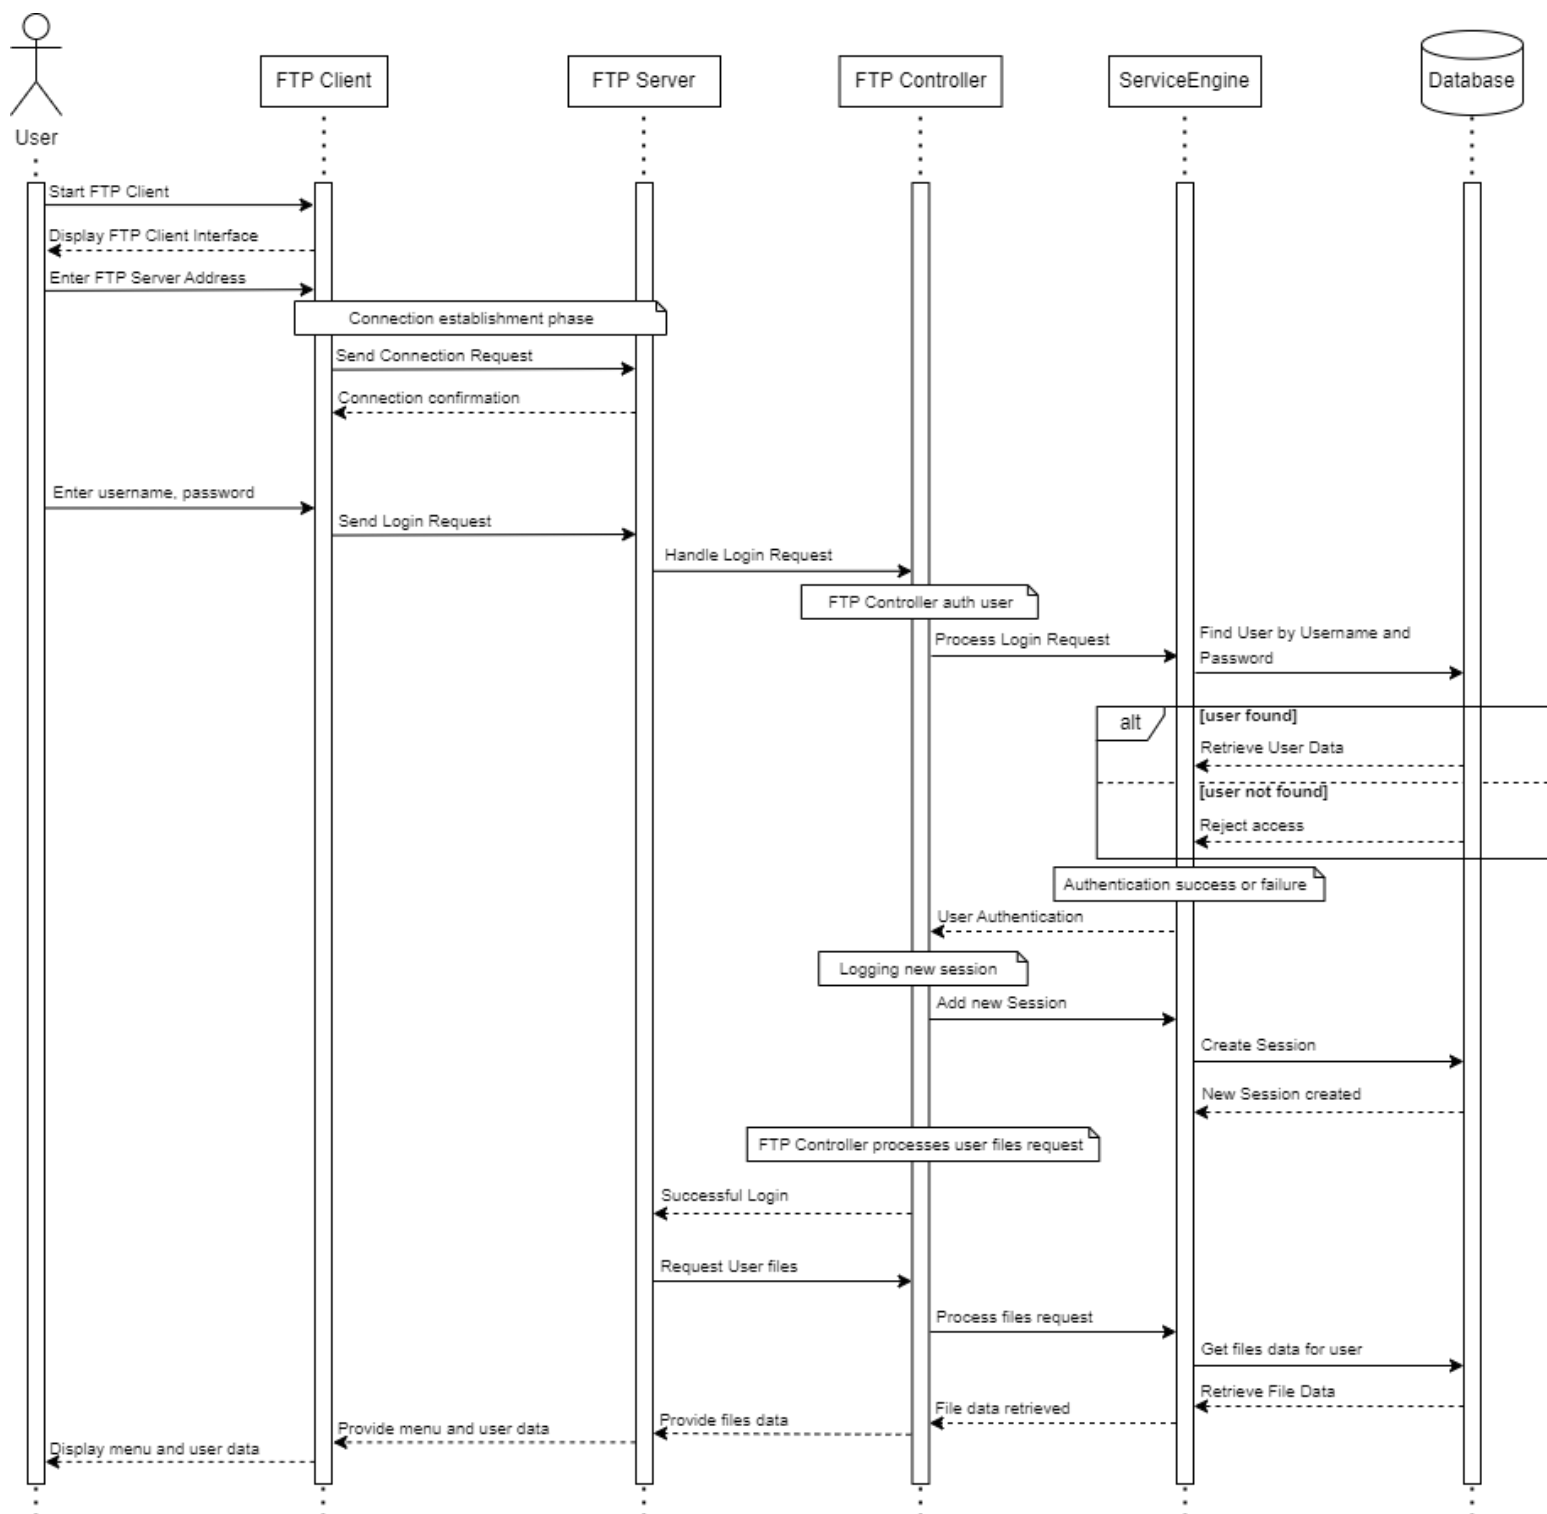 User
FTP Client
FTP Server
FTP Controller
ServiceEngine
Database
Start FTP Client
Display FTP Client Interface
Enter FTP Server Address
Connection establishment phase
Send Connection Request
Connection confirmation
Enter username, password
Send Login Request
Handle Login Request
FTP Controller auth user
Process Login Request
Find User by Username and
Password
alt
[user found]
Retrieve User Data
[user not found]
Reject access
Authentication success or failure
User Authentication
Logging new session
Add new Session
Create Session
New Session created
FTP Controller processes user files request
Successful Login
Request User files
Process files request
Get files data for user
Retrieve File Data
File data retrieved
Provide files data
Provide menu and user data
Display menu and user data